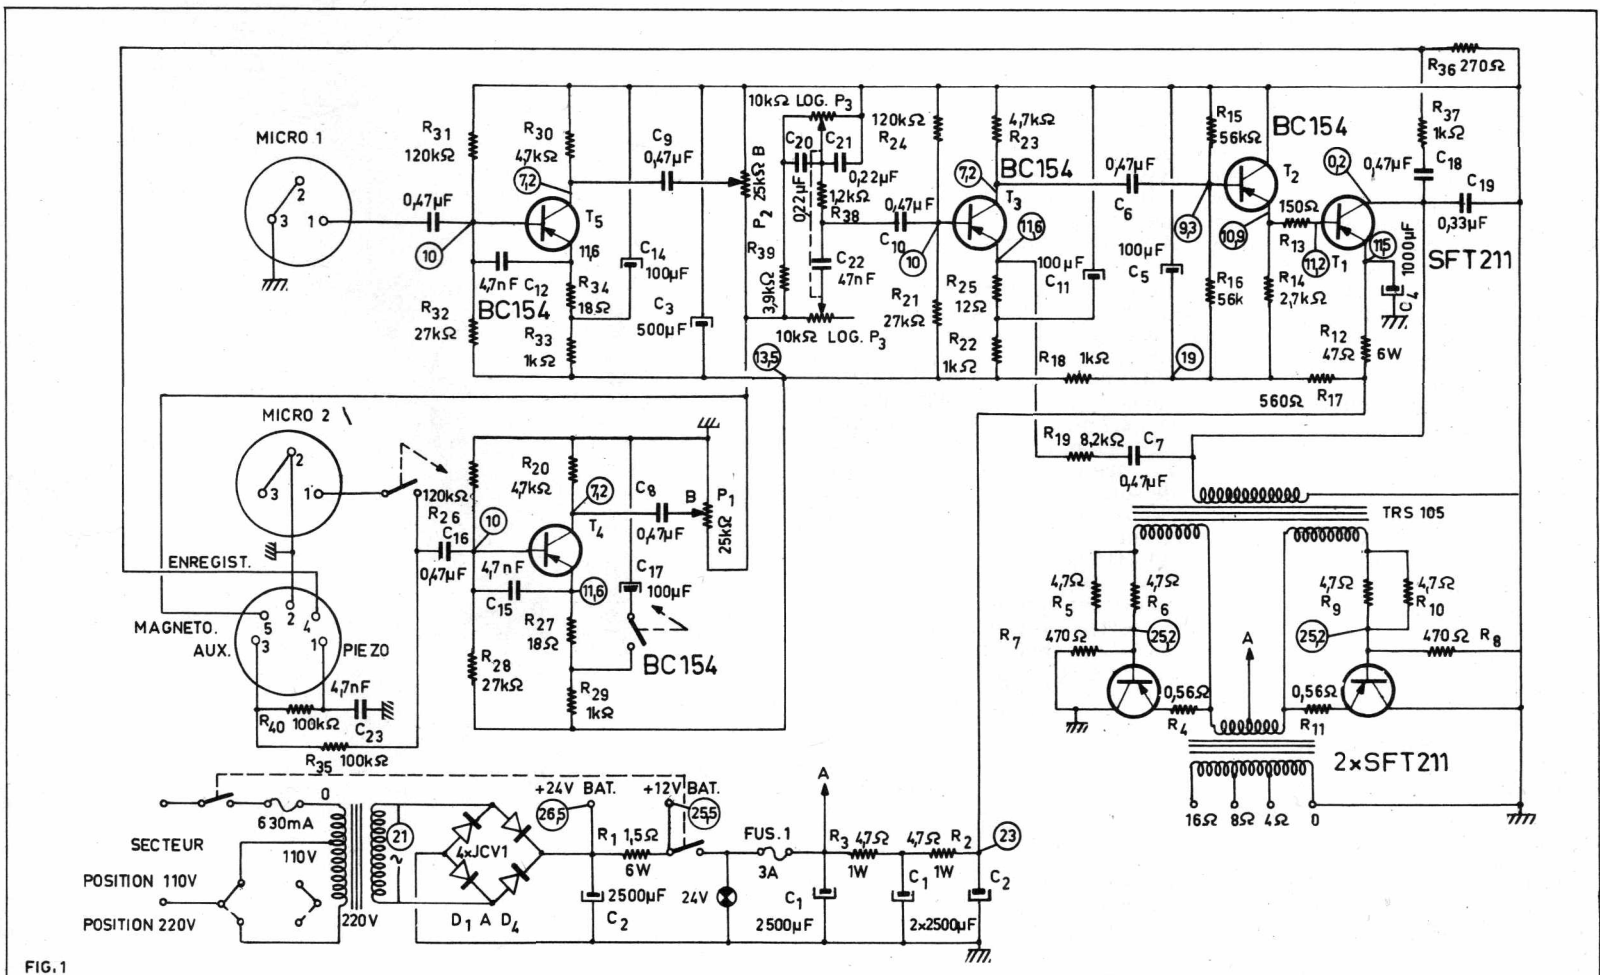 R36 270Ω
MICRO 1
2
3
1
R31
120kΩ
0,47µF
10
R30
4,7kΩ
7,2
T5
11,6
C9
0,47µF
4,7nF C12
BC154
R34
18Ω
R32
27kΩ
R33
1kΩ
C14
100µF
C3
500µF
P2 25kΩ B
10kΩ LOG. P3
C20
0,22µF
C21
0,22µF
1,2kΩ
R38
R39
3,9kΩ
C22
47nF
10kΩ LOG. P3
13,5
120kΩ
R24
0,47µF
C10
10
R21
27kΩ
4,7kΩ
R23
7,2
BC154
T3
11,6
R25
12Ω
R22
1kΩ
100µF
C11
0,47µF
C6
R18 1kΩ
100µF
C5
19
R15
56kΩ
9,3
R16
56k
BC154
T2
10,9
150Ω
R13
11,2
R14
2,7kΩ
0,2
T1
11,5
SFT211
R37
1kΩ
C18
0,47µF
C19
0,33µF
1000µF
C4
R12
47Ω
6W
560Ω R17
MICRO 2
2
3
1
120kΩ
R26
C16
0,47µF
10
R20
4,7kΩ
7,2
T4
C8
0,47µF
B
P1
25kΩ
4,7nF
C15
11,6
C17
100µF
R27
18Ω
BC154
R28
27kΩ
R29
1kΩ
R19 8,2kΩ
C7
0,47µF
TRS 105
ENREGIST.
MAGNETO.
AUX.
PIEZO
5
2
4
3
1
4,7nF
R40 100kΩ
C23
R35 100kΩ
4,7Ω
R5
4,7Ω
R6
4,7Ω
R9
4,7Ω
R10
R7
470Ω
25,2
25,2
470Ω
R8
A
0,56Ω
R4
0,56Ω
R11
2xSFT211
16Ω
8Ω
4Ω
0
SECTEUR
630mA
0
110V
220V
POSITION 110V
POSITION 220V
21
~
4xJCV1
D1 A D4
+24V BAT.
26,5
+12V BAT.
25,5
R1 1,5Ω
6W
2500µF
C2
24V
FUS.1
3A
A
R3 4,7Ω
1W
C1
2500µF
4,7Ω R2
1W
C1
2x2500µF
23
C2
FIG.1